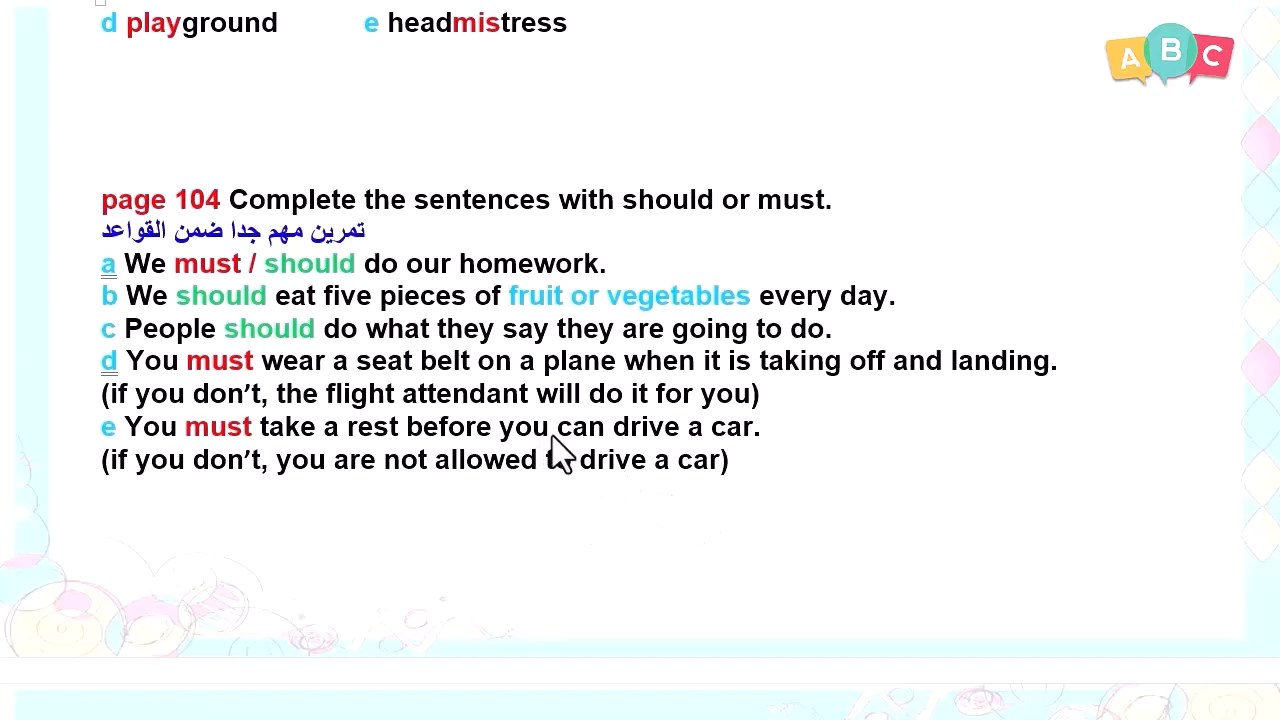 d playground e headmistress
A B C
page 104 Complete the sentences with should or must.
تمرين مهم جدا ضمن القواعد
a We must / should do our homework.
b We should eat five pieces of fruit or vegetables every day.
c People should do what they say they are going to do.
d You must wear a seat belt on a plane when it is taking off and landing.
(if you don’t, the flight attendant will do it for you)
e You must take a rest before you can drive a car.
(if you don’t, you are not allowed t drive a car)